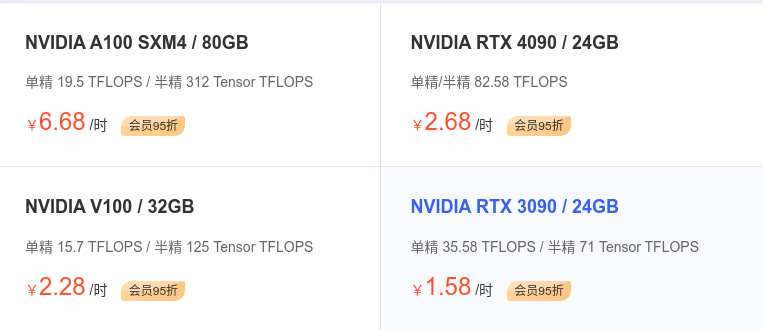 NVIDIA A100 SXM4 / 80GB
单精 19.5 TFLOPS / 半精 312 Tensor TFLOPS
￥6.68 /时 会员95折
NVIDIA RTX 4090 / 24GB
单精/半精 82.58 TFLOPS
￥2.68 /时 会员95折
NVIDIA V100 / 32GB
单精 15.7 TFLOPS / 半精 125 Tensor TFLOPS
￥2.28 /时 会员95折
NVIDIA RTX 3090 / 24GB
单精 35.58 TFLOPS / 半精 71 Tensor TFLOPS
￥1.58 /时 会员95折